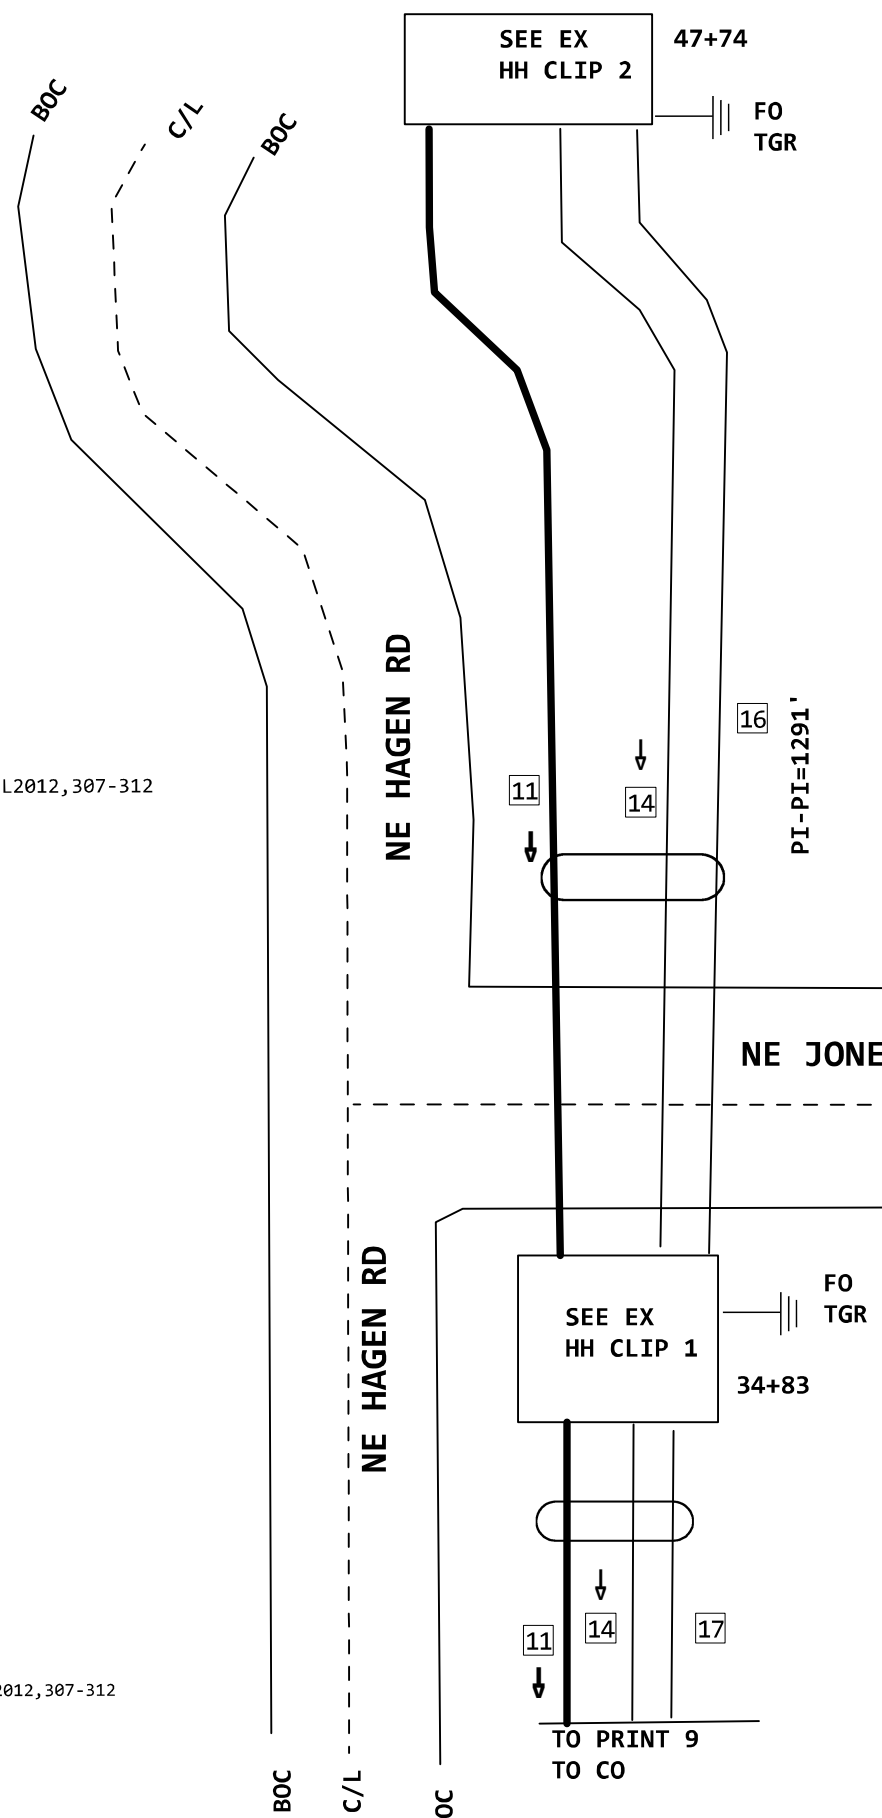 SEE EX
HH CLIP 2
47+74
FO
TGR
BOC
C/L
BOC
NE HAGEN RD
16
PI-PI=1291'
11
14
L2012,307-312
NE JONE
NE HAGEN RD
SEE EX
HH CLIP 1
FO
TGR
34+83
11
14
17
2012,307-312
TO PRINT 9
TO CO
BOC
C/L
OC